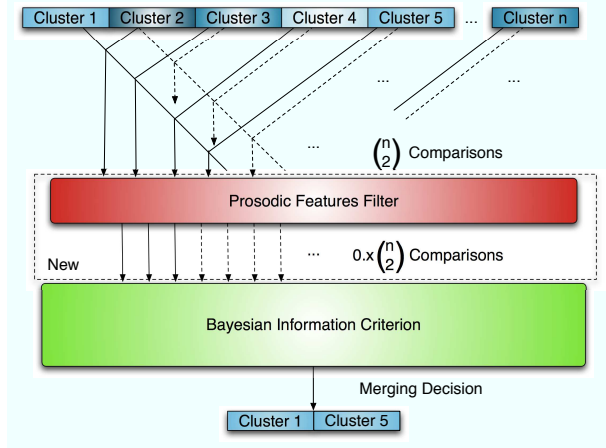 Cluster 1 Cluster 2 Cluster 3 Cluster 4 Cluster 5 ... Cluster n
... ...
... (n 2) Comparisons
Prosodic Features Filter
... 0.x (n 2) Comparisons
New
Bayesian Information Criterion
Merging Decision
Cluster 1 Cluster 5